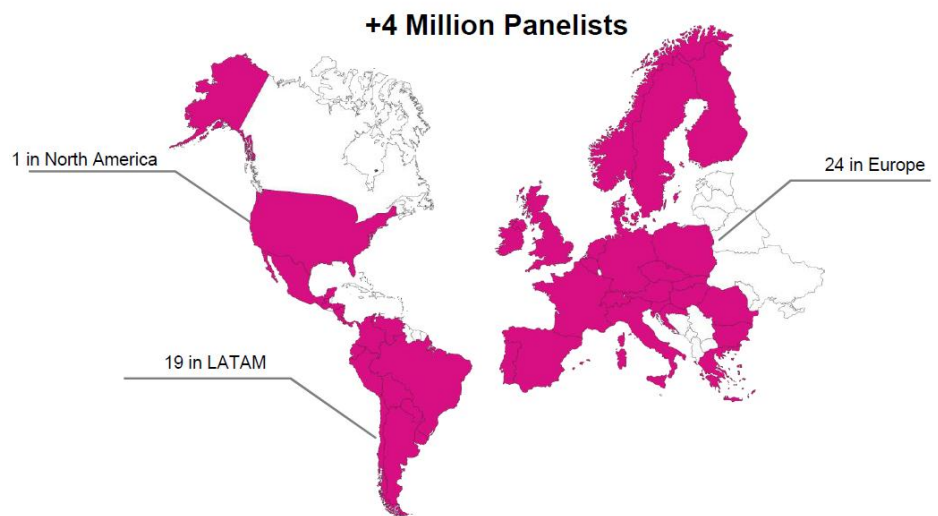 +4 Million Panelists
1 in North America
24 in Europe
19 in LATAM